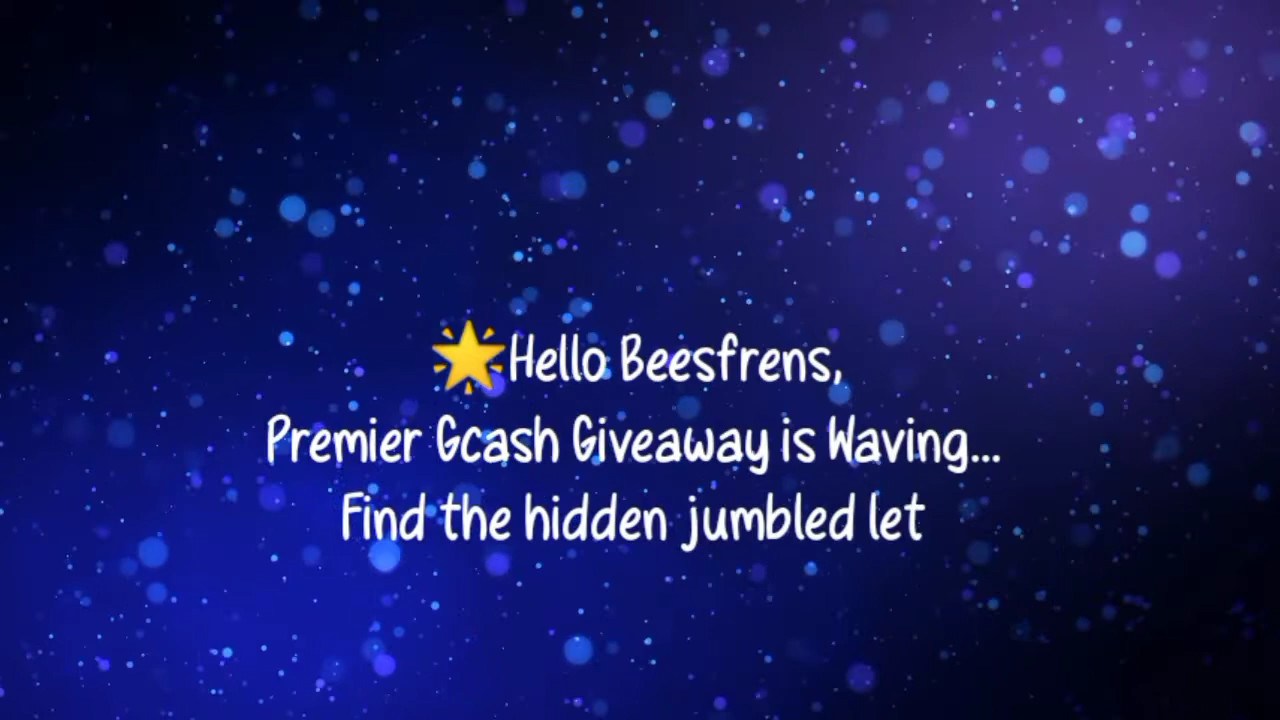 🌟Hello Beesfrens,
Premier Gcash Giveaway is Waving...
Find the hidden jumbled let